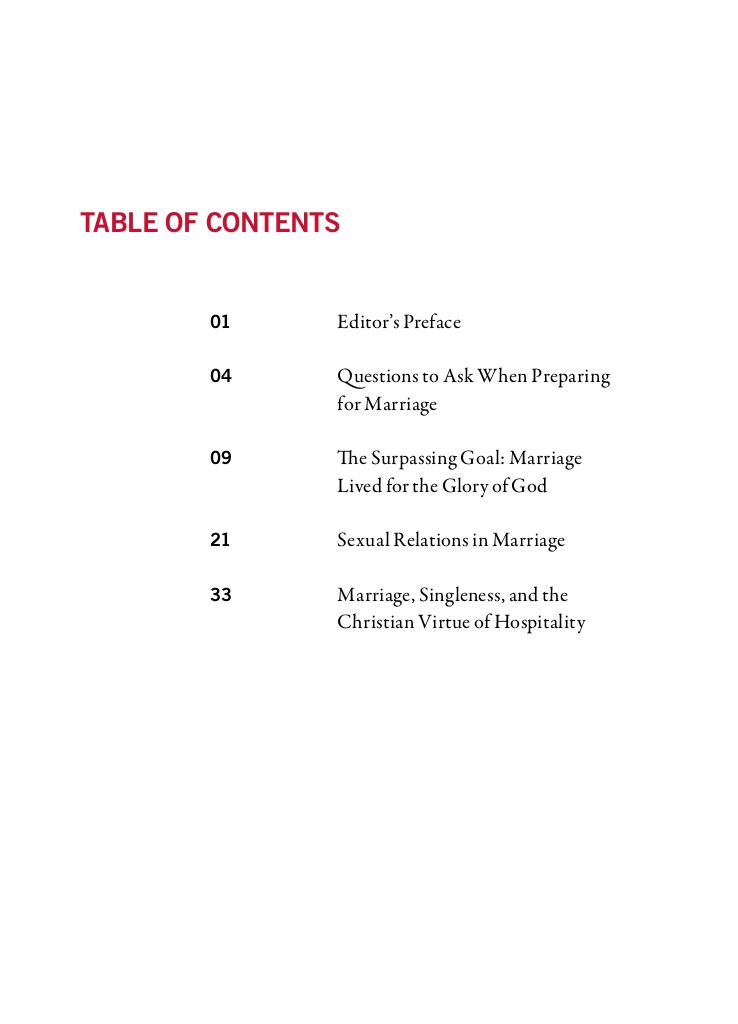 TABLE OF CONTENTS
01 Editor’s Preface
04 Questions to Ask When Preparing
for Marriage
09 The Surpassing Goal: Marriage
Lived for the Glory of God
21 Sexual Relations in Marriage
33 Marriage, Singleness, and the
Christian Virtue of Hospitality